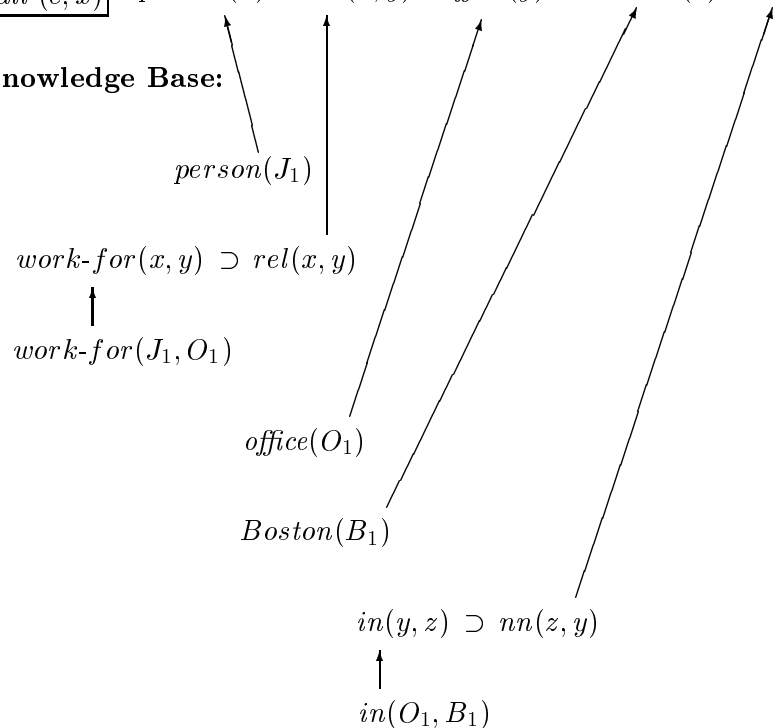 nowledge Base:
person(J₁)
work-for(x, y) ⊃ rel(x, y)
work-for(J₁, O₁)
office(O₁)
Boston(B₁)
in(y, z) ⊃ nn(z, y)
in(O₁, B₁)